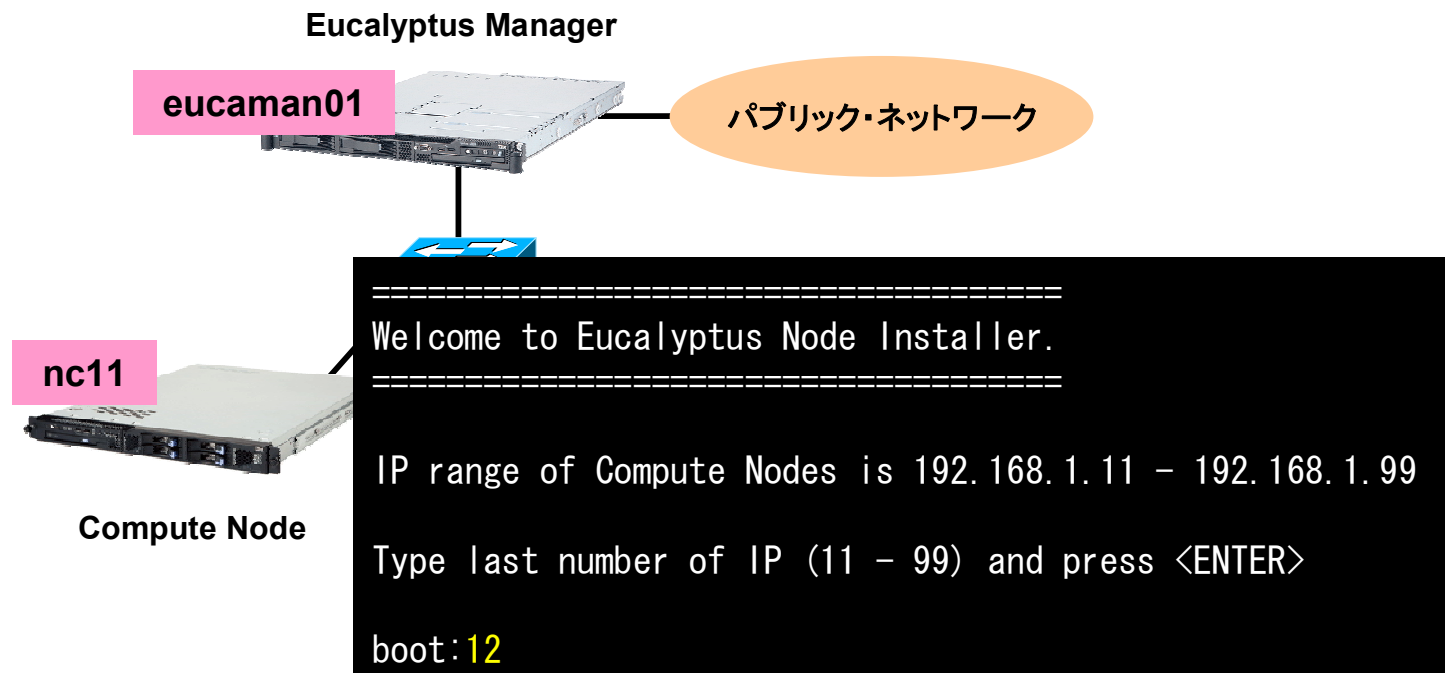 Eucalyptus Manager
eucaman01
パブリック・ネットワーク
nc11
Compute Node
=====================================
Welcome to Eucalyptus Node Installer.
=====================================
IP range of Compute Nodes is 192.168.1.11 - 192.168.1.99
Type last number of IP (11 - 99) and press <ENTER>
boot:12